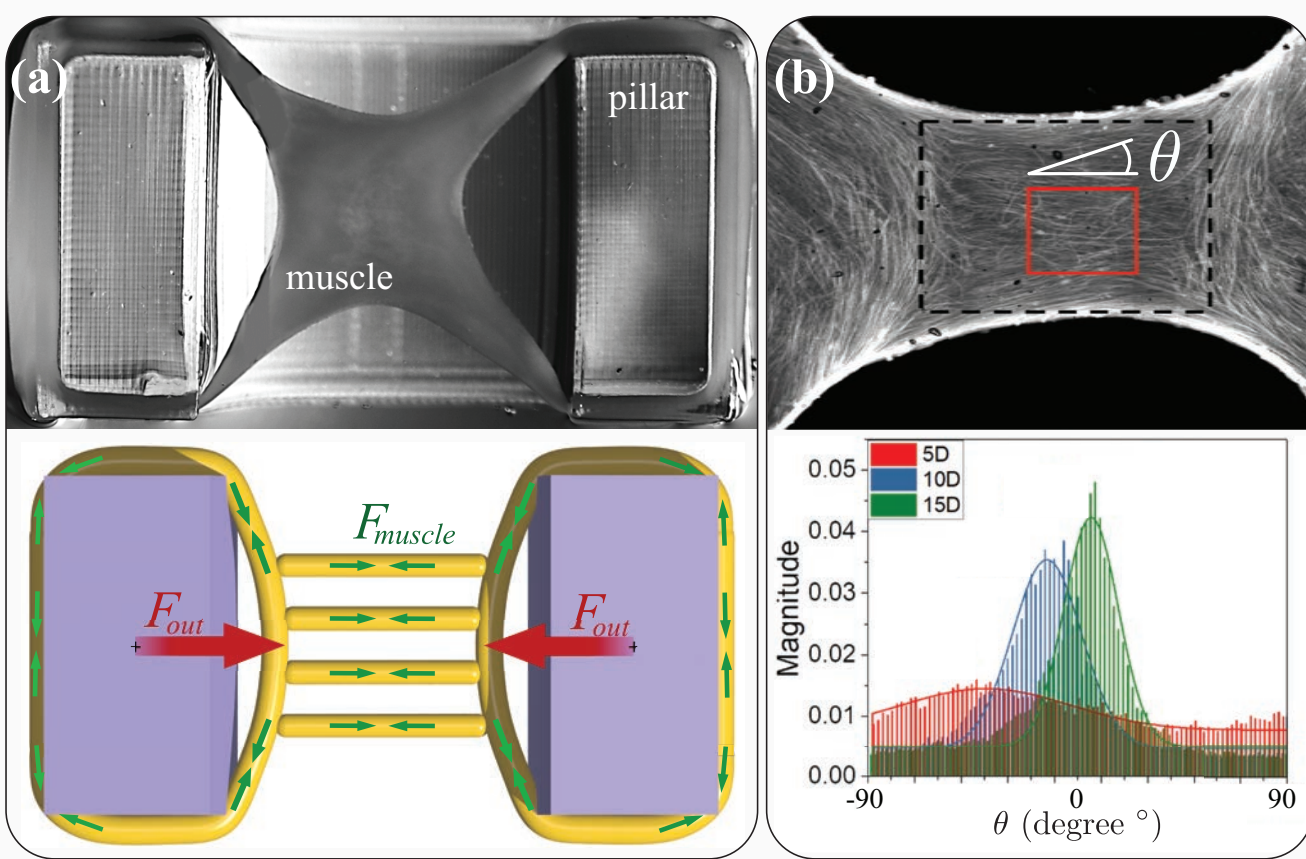 (a)
pillar
muscle
F_muscle
F_out
F_out
(b)
θ
5D
10D
15D
0.05
0.04
0.03
0.02
0.01
0.00
Magnitude
-90 0 90
θ (degree °)